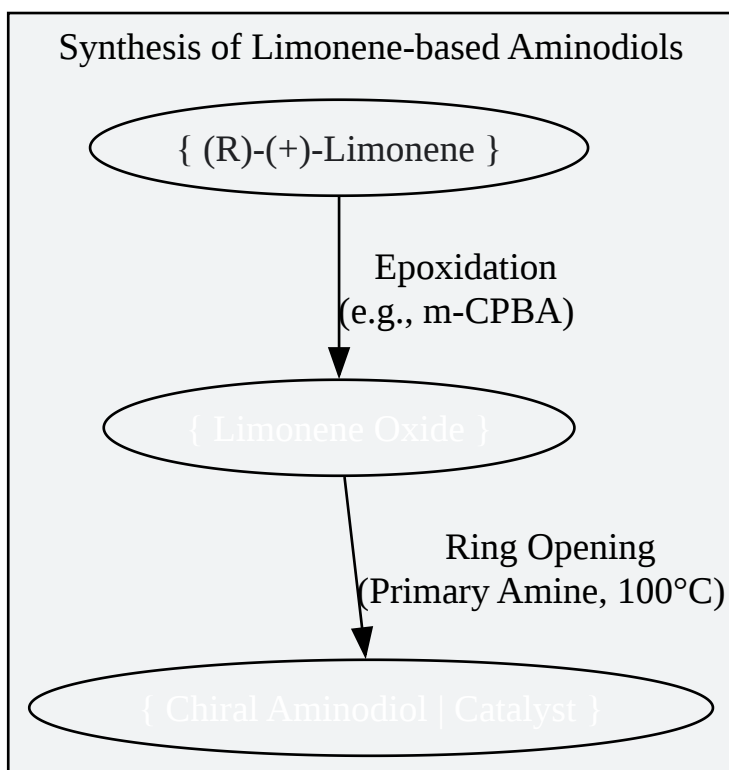 Synthesis of Limonene-based Aminodiols
{ (R)-(+)-Limonene }
Epoxidation
(e.g., m-CPBA)
{ Limonene Oxide }
Ring Opening
(Primary Amine, 100°C)
{ Chiral Aminodiol | Catalyst }